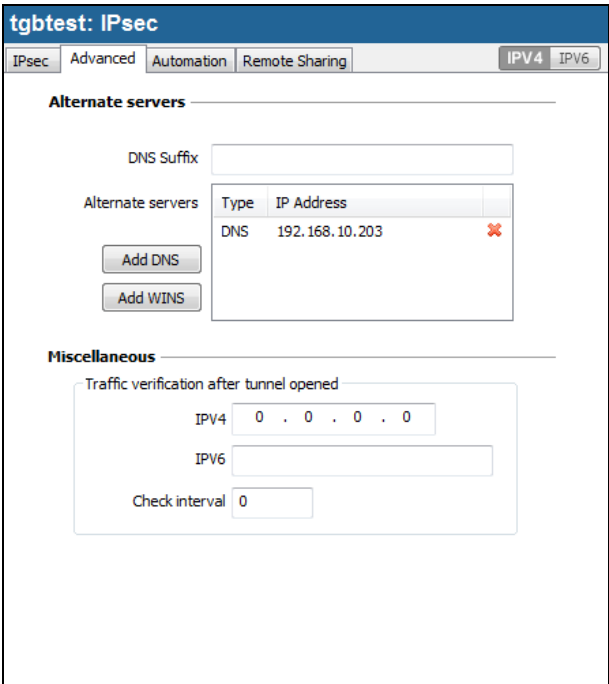 tgbtest: IPsec
IPsec Advanced Automation Remote Sharing IPV4 IPV6
Alternate servers
DNS Suffix
Alternate servers Type IP Address
DNS 192.168.10.203
Add DNS
Add WINS
Miscellaneous
Traffic verification after tunnel opened
IPV4 0 . 0 . 0 . 0
IPV6
Check interval 0